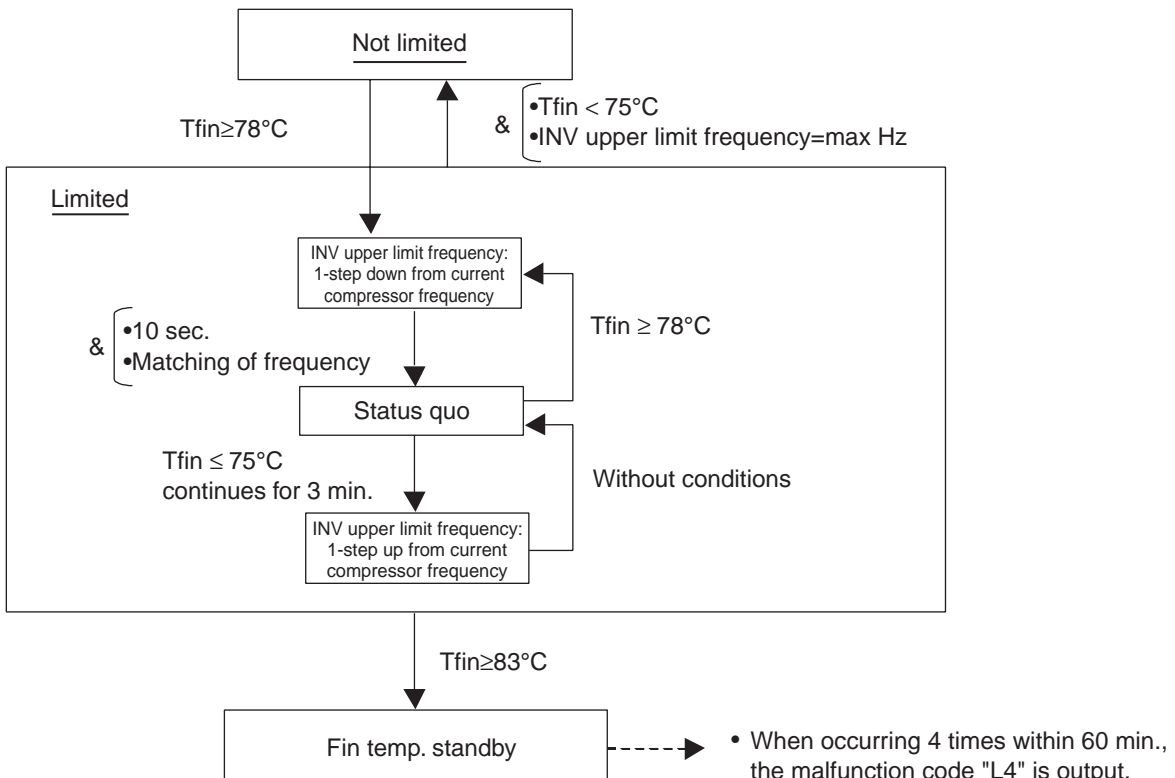 Not limited
Tfin≥78°C
&
•Tfin < 75°C
•INV upper limit frequency=max Hz
Limited
INV upper limit frequency:
1-step down from current
compressor frequency
&
•10 sec.
•Matching of frequency
Tfin ≥ 78°C
Status quo
Tfin ≤ 75°C
continues for 3 min.
Without conditions
INV upper limit frequency:
1-step up from current
compressor frequency
Tfin≥83°C
Fin temp. standby
• When occurring 4 times within 60 min.,
the malfunction code "L4" is output.